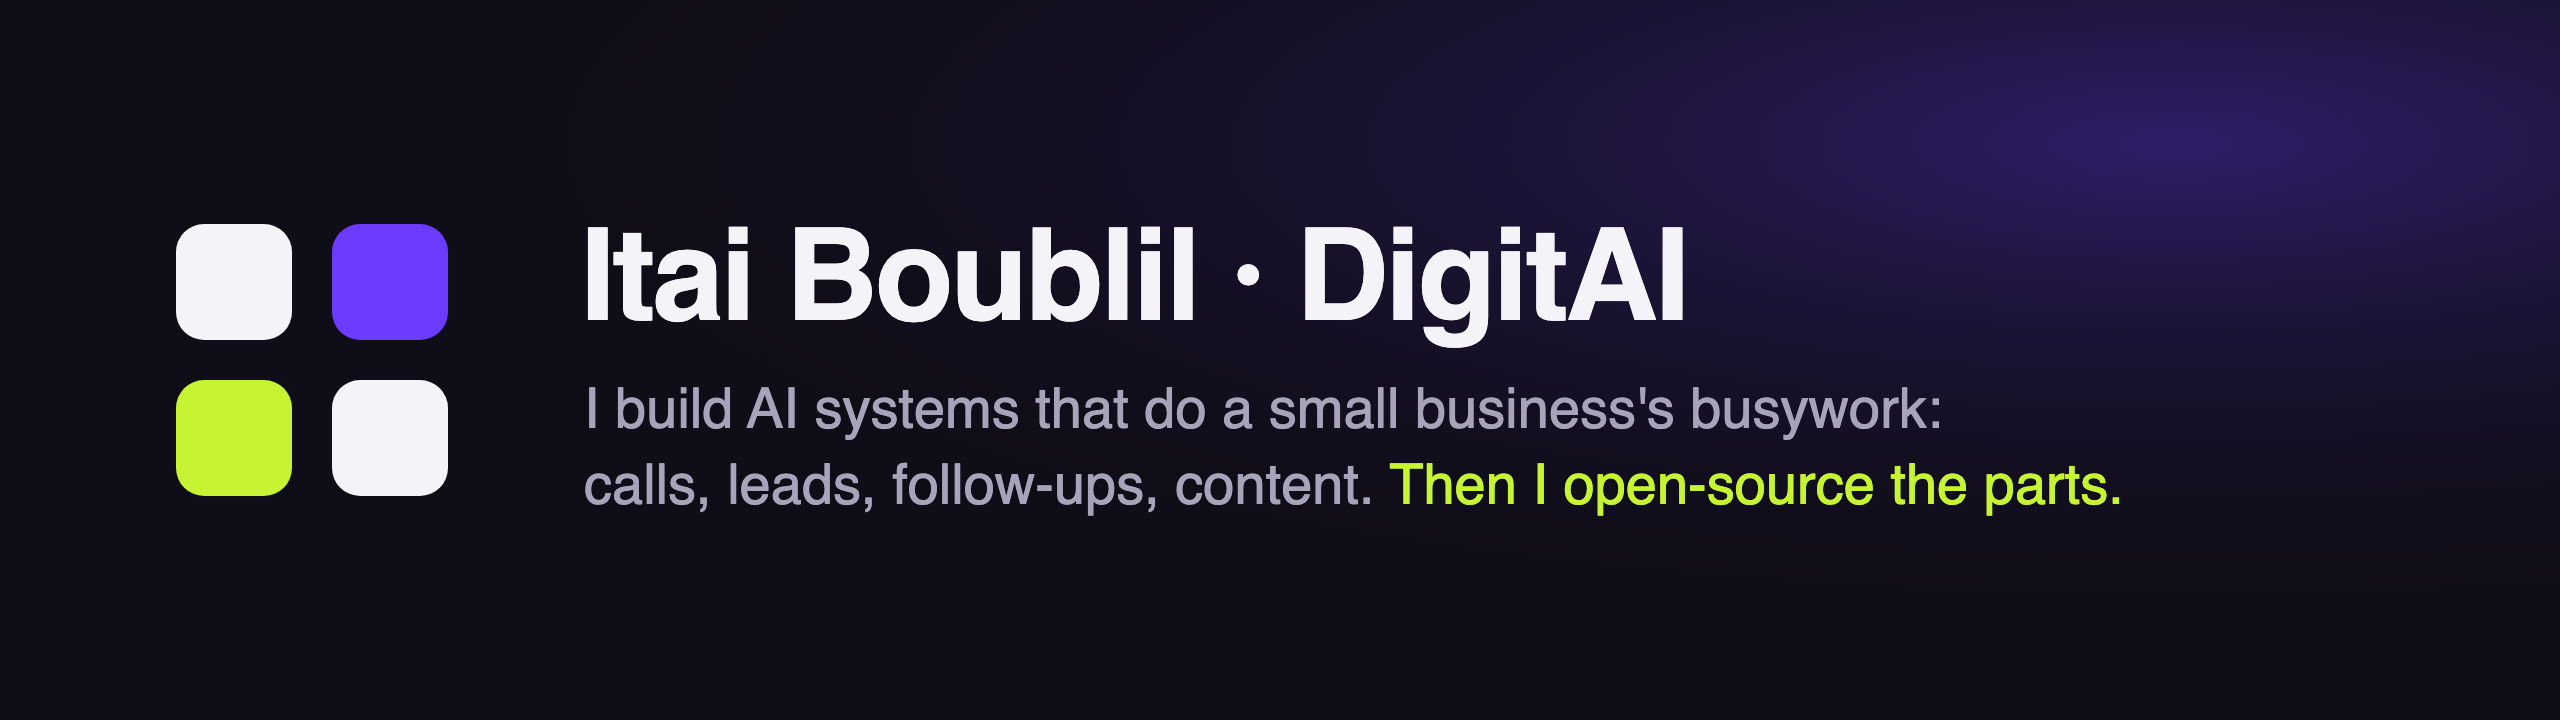 Itai Boublil · DigitAI
I build AI systems that do a small business's busywork:
calls, leads, follow-ups, content. Then I open-source the parts.